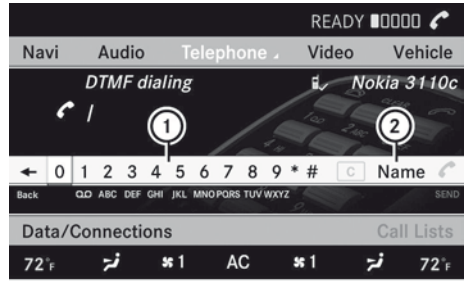 READY
Navi Audio Telephone Video Vehicle
DTMF dialing Nokia 3110c
1 2
0 1 2 3 4 5 6 7 8 9 * # C Name
Back ABC DEF GHI JKL MNO PQRS TUV WXYZ SEND
Data/Connections Call Lists
72°F 1 AC 1 72°F